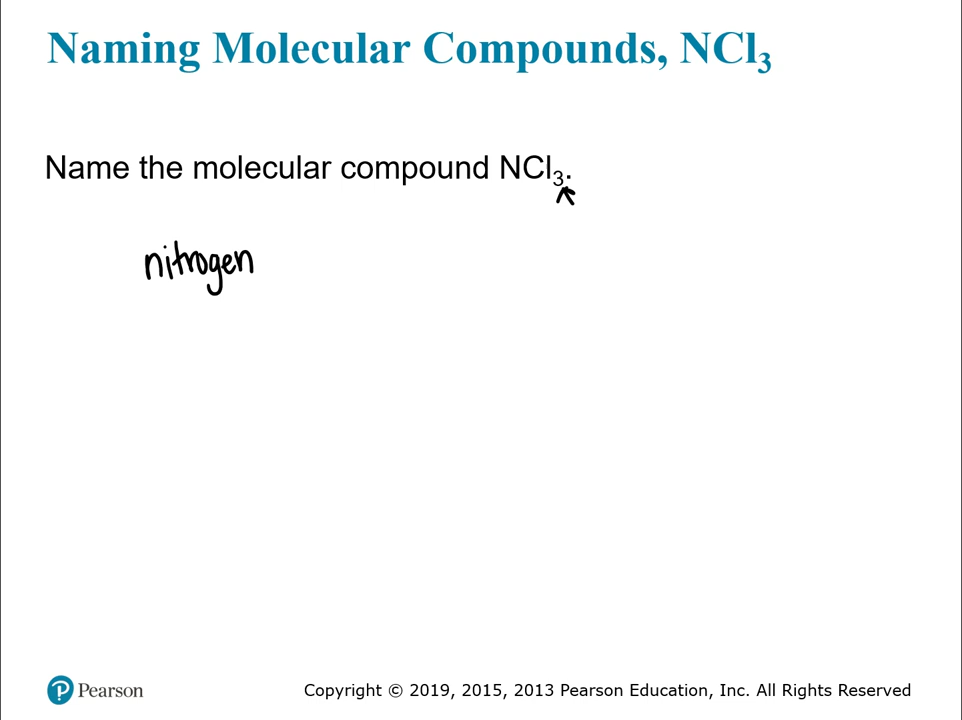 Naming Molecular Compounds, NCl₃
Name the molecular compound NCl₃.
nitrogen
Pearson
Copyright © 2019, 2015, 2013 Pearson Education, Inc. All Rights Reserved